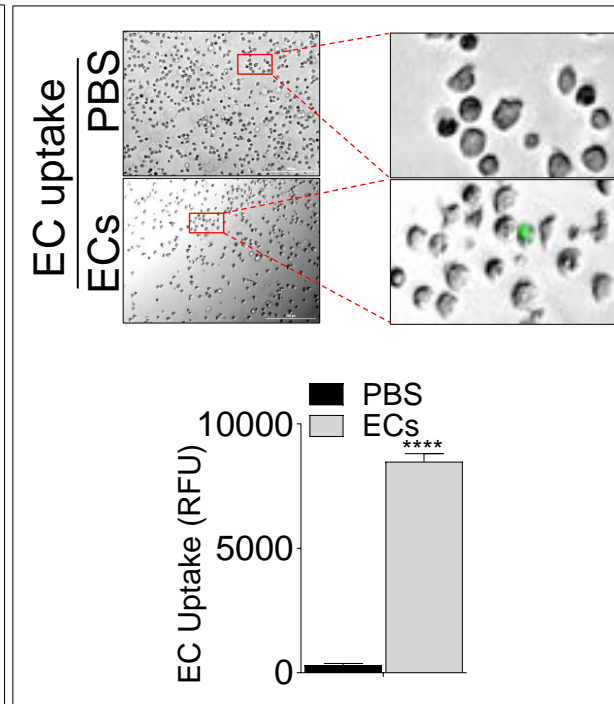 EC uptake
PBS
ECs
PBS
ECs
****
10000
5000
0
EC Uptake (RFU)